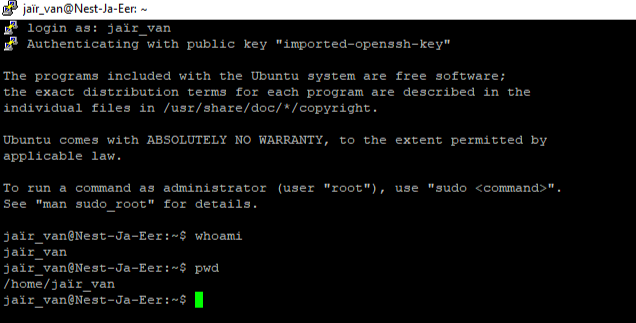 jaïr_van@Nest-Ja-Eer: ~
login as: jaïr_van
Authenticating with public key "imported-openssh-key"
The programs included with the Ubuntu system are free software;
the exact distribution terms for each program are described in the
individual files in /usr/share/doc/*/copyright.
Ubuntu comes with ABSOLUTELY NO WARRANTY, to the extent permitted by
applicable law.
To run a command as administrator (user "root"), use "sudo <command>".
See "man sudo_root" for details.
jaïr_van@Nest-Ja-Eer:~$ whoami
jaïr_van
jaïr_van@Nest-Ja-Eer:~$ pwd
/home/jaïr_van
jaïr_van@Nest-Ja-Eer:~$